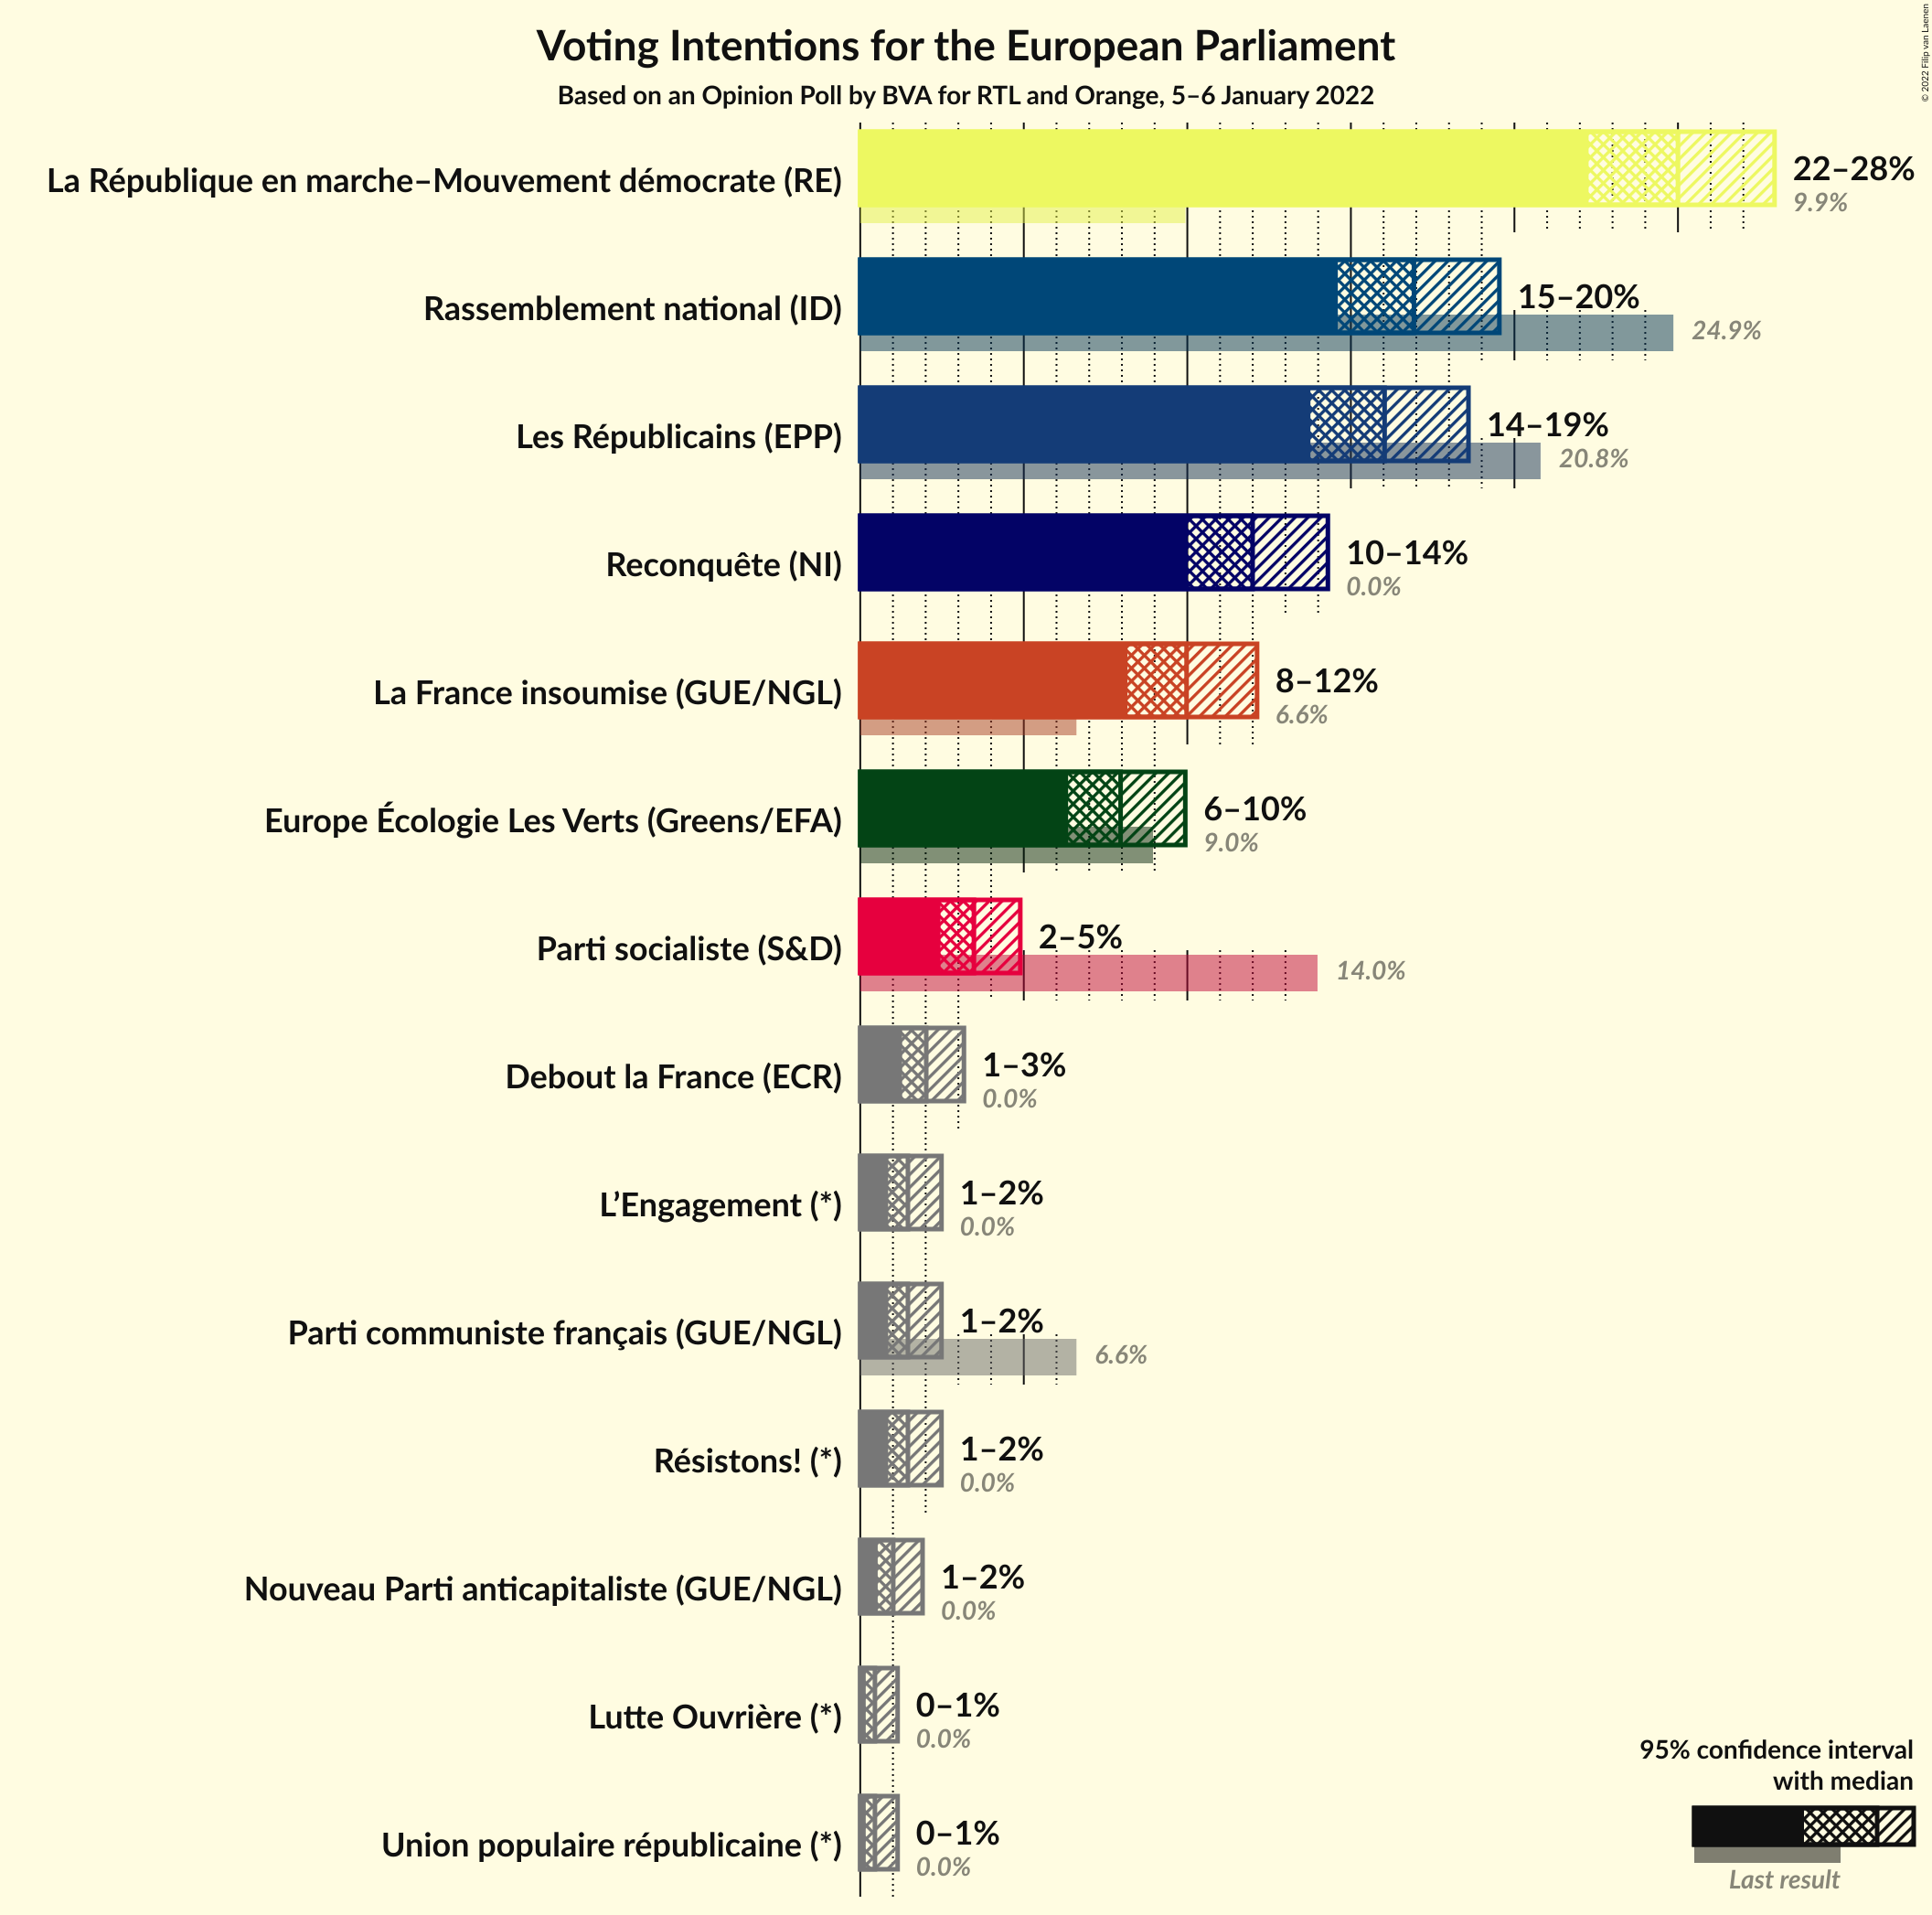 Voting Intentions for the European Parliament
Based on an Opinion Poll by BVA for RTL and Orange, 5–6 January 2022
© 2022 Filip van Laenen
La République en marche–Mouvement démocrate (RE)
22–28%
9.9%
Rassemblement national (ID)
15–20%
24.9%
Les Républicains (EPP)
14–19%
20.8%
Reconquête (NI)
10–14%
0.0%
La France insoumise (GUE/NGL)
8–12%
6.6%
Europe Écologie Les Verts (Greens/EFA)
6–10%
9.0%
Parti socialiste (S&D)
2–5%
14.0%
Debout la France (ECR)
1–3%
0.0%
L’Engagement (*)
1–2%
0.0%
Parti communiste français (GUE/NGL)
1–2%
6.6%
Résistons! (*)
1–2%
0.0%
Nouveau Parti anticapitaliste (GUE/NGL)
1–2%
0.0%
Lutte Ouvrière (*)
0–1%
0.0%
Union populaire républicaine (*)
0–1%
0.0%
95% confidence interval
with median
Last result